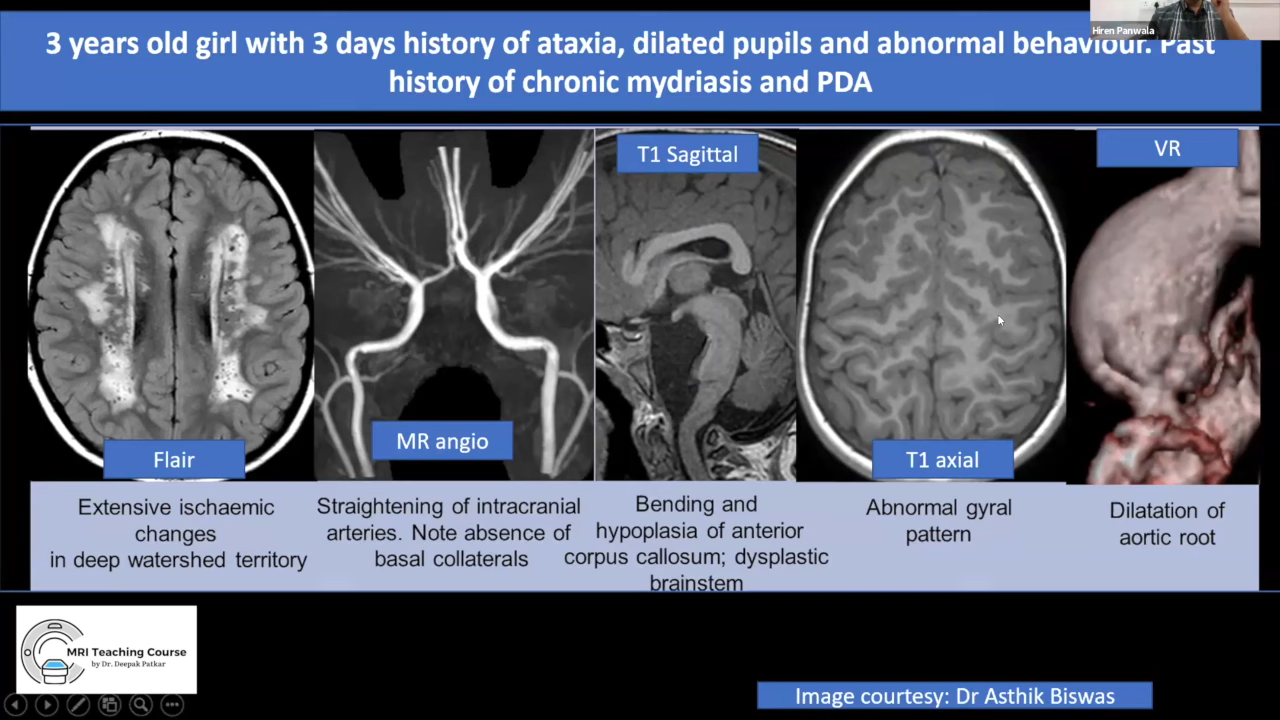 Hiren Panwala
3 years old girl with 3 days history of ataxia, dilated pupils and abnormal behaviour. Past
history of chronic mydriasis and PDA
T1 Sagittal
VR
MR angio
Flair
T1 axial
Extensive ischaemic
changes
in deep watershed territory
Straightening of intracranial
arteries. Note absence of
basal collaterals
Bending and
hypoplasia of anterior
corpus callosum; dysplastic
brainstem
Abnormal gyral
pattern
Dilatation of
aortic root
MRI Teaching Course
by Dr. Deepak Patkar
Image courtesy: Dr Asthik Biswas